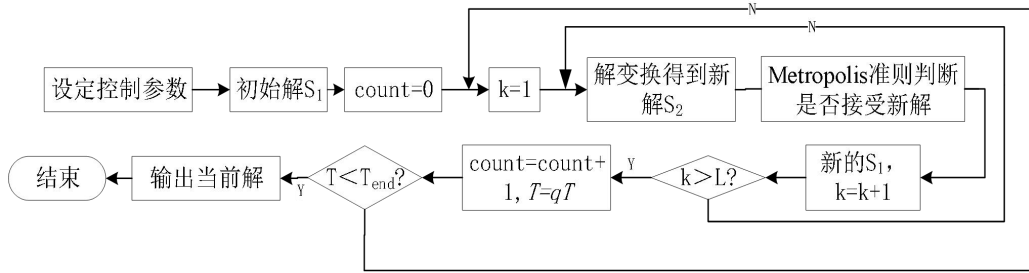 N
N
设定控制参数
初始解S₁
count=0
k=1
解变换得到新
解S₂
Metropolis准则判断
是否接受新解
结束
输出当前解
T<T_end?
Y
count=count+
1, T=qT
Y
k>L?
新的S₁,
k=k+1